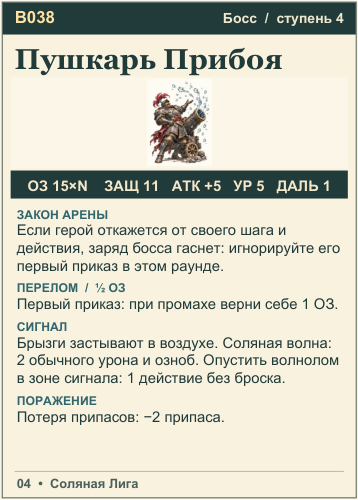 B038 Босс / ступень 4
Пушкарь Прибоя
ОЗ 15×N ЗАЩ 11 АТК +5 УР 5 ДАЛЬ 1
ЗАКОН АРЕНЫ
Если герой откажется от своего шага и
действия, заряд босса гаснет: игнорируйте его
первый приказ в этом раунде.
ПЕРЕЛОМ / ½ ОЗ
Первый приказ: при промахе верни себе 1 ОЗ.
СИГНАЛ
Брызги застывают в воздухе. Соляная волна:
2 обычного урона и озноб. Опустить волнолом
в зоне сигнала: 1 действие без броска.
ПОРАЖЕНИЕ
Потеря припасов: −2 припаса.
04 • Соляная Лига